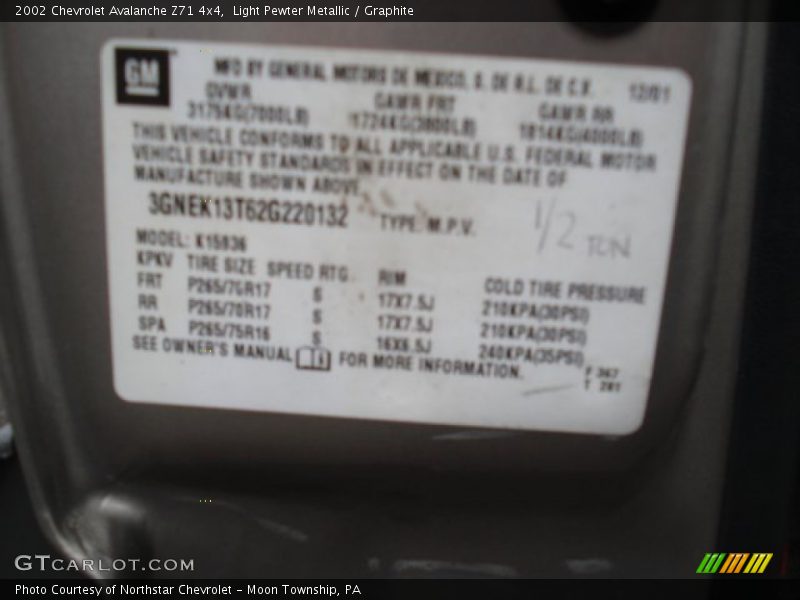 2002 Chevrolet Avalanche Z71 4x4,  Light Pewter Metallic / Graphite
GM
MFD BY GENERAL MOTORS DE MEXICO, S. DE R.L. DE C.V. 12/01
GVWR GAWR FRT GAWR RR
3175KG(7000LB) 1724KG(3800LB) 1814KG(4000LB)
THIS VEHICLE CONFORMS TO ALL APPLICABLE U.S. FEDERAL MOTOR
VEHICLE SAFETY STANDARDS IN EFFECT ON THE DATE OF
MANUFACTURE SHOWN ABOVE.
3GNEK13T62G220132 TYPE: M.P.V.
1/2 TON
MODEL: K15936
KPKV TIRE SIZE SPEED RTG RIM COLD TIRE PRESSURE
FRT P265/70R17 S 17X7.5J 210KPA(30PSI)
RR P265/70R17 S 17X7.5J 210KPA(30PSI)
SPA P265/75R16 S 16X6.5J 240KPA(35PSI)
SEE OWNER'S MANUAL FOR MORE INFORMATION.
F 367
T 281
GTCARLOT.COM
Photo Courtesy of Northstar Chevrolet - Moon Township, PA